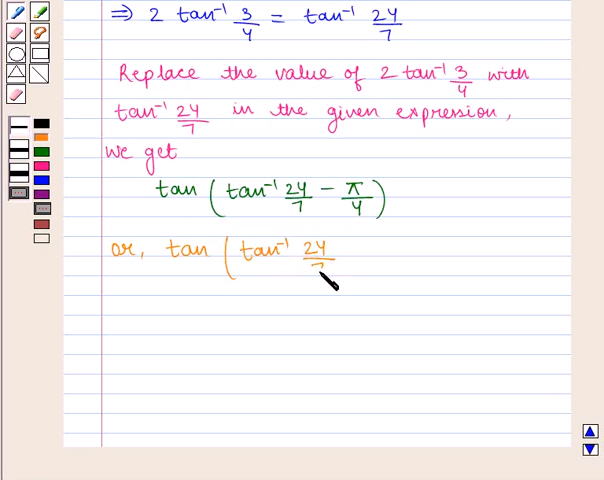 ⇒ 2 tan⁻¹ 3/4 = tan⁻¹ 24/7
Replace the value of 2 tan⁻¹ 3/4 with
tan⁻¹ 24/7 in the given expression,
we get
tan (tan⁻¹ 24/7 − π/4)
or, tan (tan⁻¹ 24/7